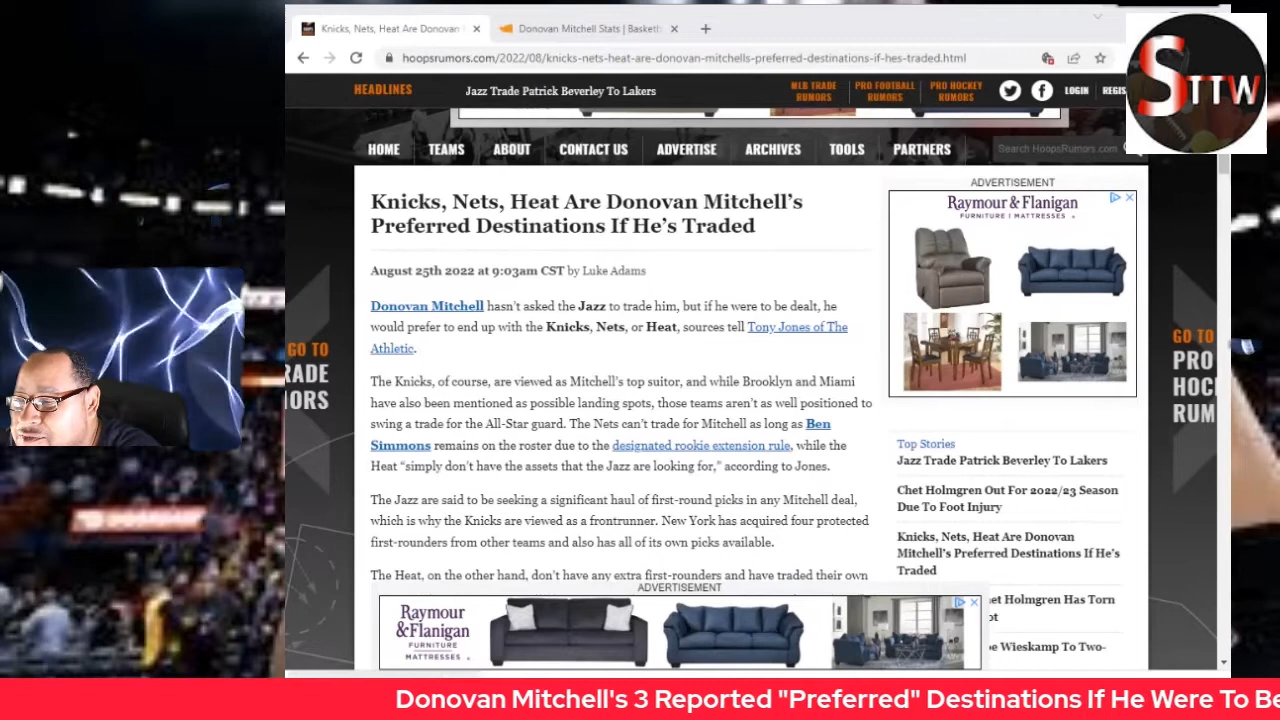 Knicks, Nets, Heat Are Donovan
Donovan Mitchell Stats | Basketb
hoopsrumors.com/2022/08/knicks-nets-heat-are-donovan-mitchells-preferred-destinations-if-hes-traded.html
STTW
HEADLINES
Jazz Trade Patrick Beverley To Lakers
MLB TRADE
RUMORS
PRO FOOTBALL
RUMORS
PRO HOCKEY
RUMORS
LOGIN
REGIS
HOME TEAMS ABOUT CONTACT US ADVERTISE ARCHIVES TOOLS PARTNERS
Search HoopsRumors.com
Knicks, Nets, Heat Are Donovan Mitchell’s
Preferred Destinations If He’s Traded
August 25th 2022 at 9:03am CST by Luke Adams
Donovan Mitchell hasn’t asked the Jazz to trade him, but if he were to be dealt, he
would prefer to end up with the Knicks, Nets, or Heat, sources tell Tony Jones of The
Athletic.
The Knicks, of course, are viewed as Mitchell’s top suitor, and while Brooklyn and Miami
have also been mentioned as possible landing spots, those teams aren’t as well positioned to
swing a trade for the All-Star guard. The Nets can’t trade for Mitchell as long as Ben
Simmons remains on the roster due to the designated rookie extension rule, while the
Heat “simply don’t have the assets that the Jazz are looking for,” according to Jones.
The Jazz are said to be seeking a significant haul of first-round picks in any Mitchell deal,
which is why the Knicks are viewed as a frontrunner. New York has acquired four protected
first-rounders from other teams and also has all of its own picks available.
The Heat, on the other hand, don’t have any extra first-rounders and have traded their own
ADVERTISEMENT
Raymour
&Flanigan
FURNITURE
MATTRESSES
ADVERTISEMENT
Raymour & Flanigan
FURNITURE | MATTRESSES
Top Stories
Jazz Trade Patrick Beverley To Lakers
Chet Holmgren Out For 2022/23 Season
Due To Foot Injury
Knicks, Nets, Heat Are Donovan
Mitchell’s Preferred Destinations If He’s
Traded
et Holmgren Has Torn
ot
e Wieskamp To Two-
GO TO
RADE
ORS
GO TO
PRO
HOC
RUM
Donovan Mitchell's 3 Reported "Preferred" Destinations If He Were To Be